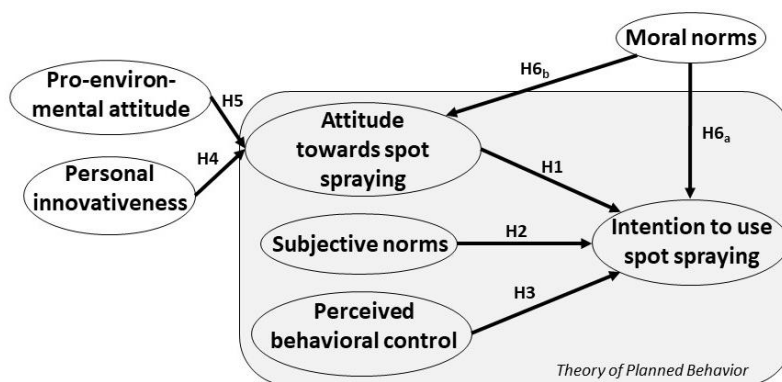 Moral norms
Pro-environ-
mental attitude
H5
H6b
Attitude
towards spot
spraying
H6a
H4
Personal
innovativeness
H1
Subjective norms
H2
Intention to use
spot spraying
H3
Perceived
behavioral control
Theory of Planned Behavior